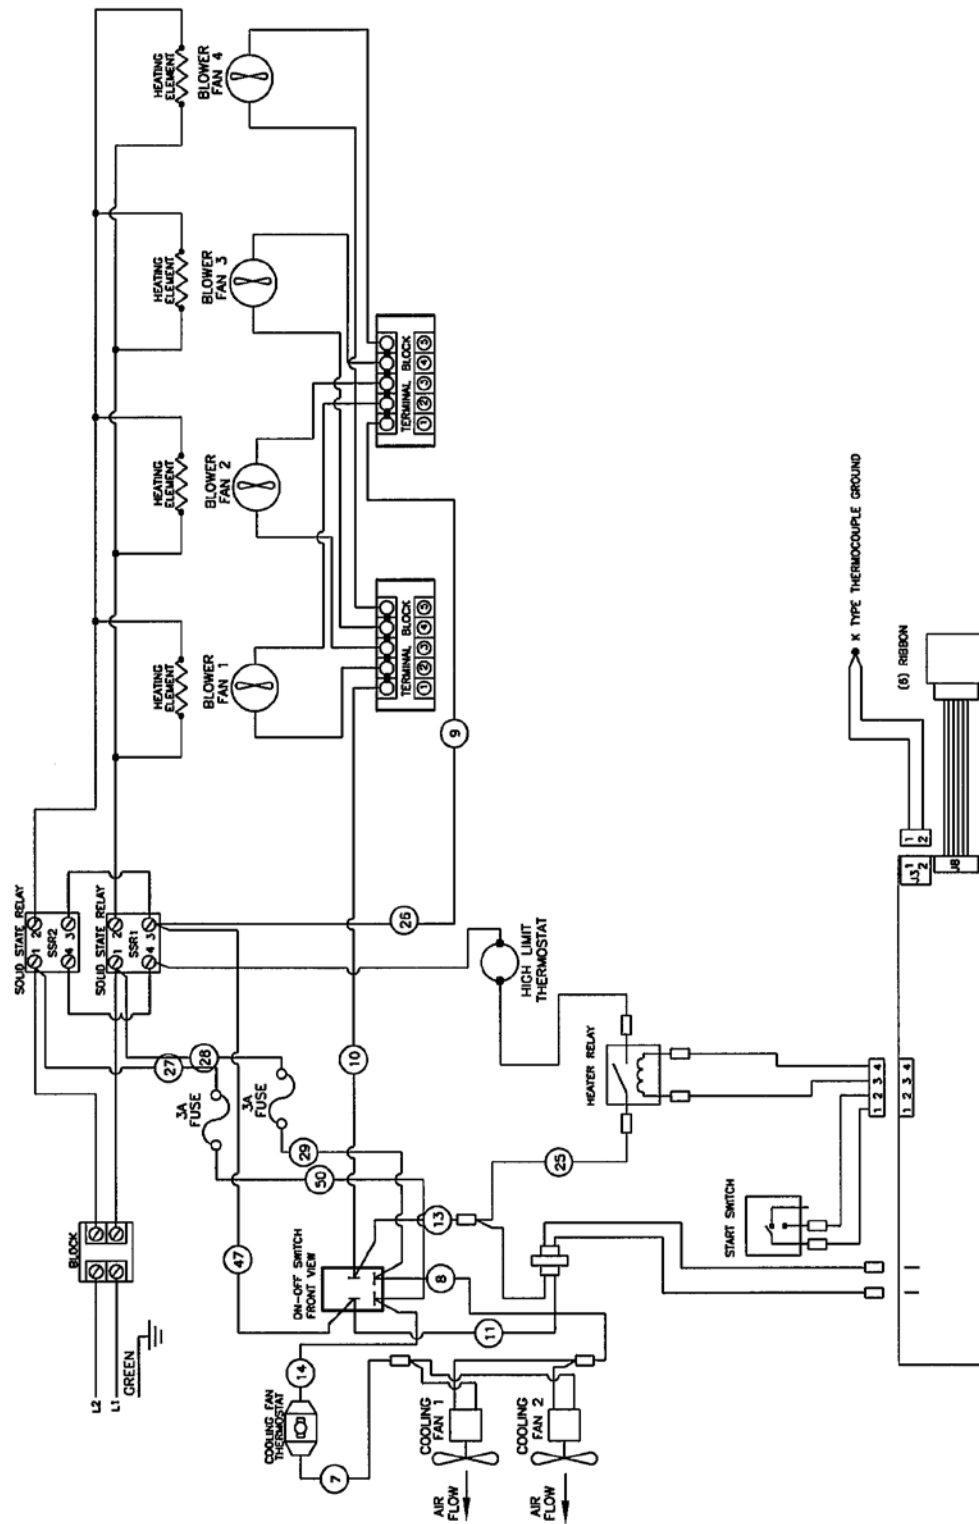 L2
L1
GREEN
BLOCK
SOLID STATE RELAY
1 2
SSR2
4 3
SOLID STATE RELAY
1 2
SSR1
4 3
HEATING
ELEMENT
HEATING
ELEMENT
HEATING
ELEMENT
HEATING
ELEMENT
BLOWER
FAN 1
BLOWER
FAN 2
BLOWER
FAN 3
BLOWER
FAN 4
27
28
3A
FUSE
3A
FUSE
29
50
47
10
26
9
TERMINAL BLOCK
1 2 3 4 5
TERMINAL BLOCK
1 2 3 4 5
ON-OFF SWITCH
FRONT VIEW
COOLING FAN
THERMOSTAT
14
7
11
8
13
25
COOLING
FAN 1
COOLING
FAN 2
AIR
FLOW
AIR
FLOW
HIGH LIMIT
THERMOSTAT
HEATER RELAY
START SWITCH
1 2 3 4
1 2 3 4
K TYPE THERMOCOUPLE GROUND
1
2
J3 1
2
J8
(6) RIBBON